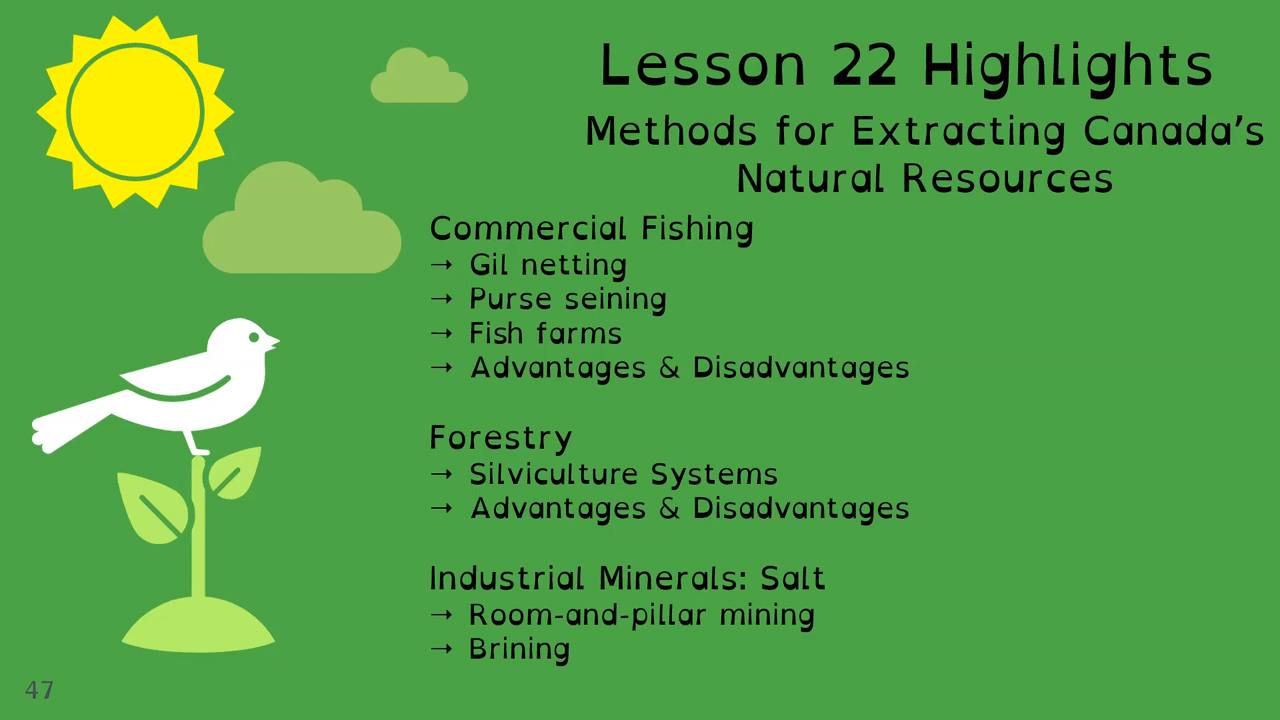 Lesson 22 Highlights
Methods for Extracting Canada’s
Natural Resources
Commercial Fishing
→ Gil netting
→ Purse seining
→ Fish farms
→ Advantages & Disadvantages
Forestry
→ Silviculture Systems
→ Advantages & Disadvantages
Industrial Minerals: Salt
→ Room-and-pillar mining
→ Brining
47